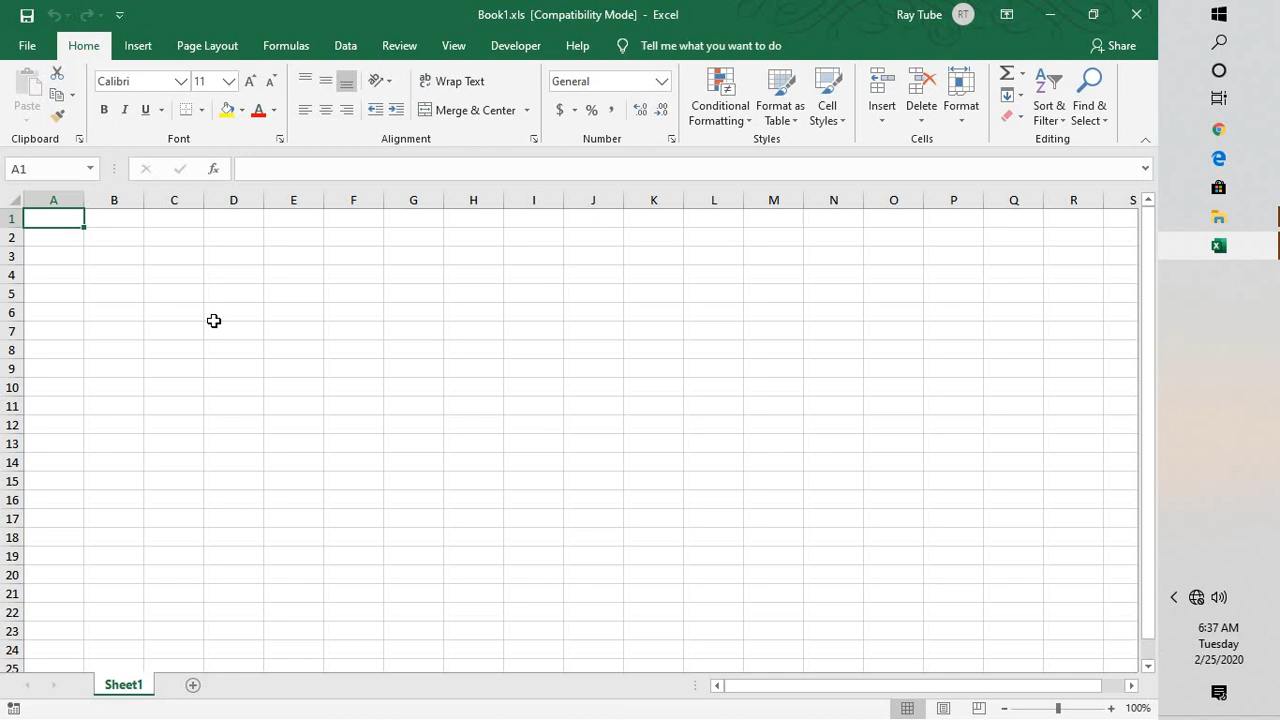 Book1.xls [Compatibility Mode] - Excel
Ray Tube RT
File Home Insert Page Layout Formulas Data Review View Developer Help Tell me what you want to do Share
Paste
Calibri 11
B I U A
Wrap Text
Merge & Center
General
$ % ,
Conditional Formatting
Format as Table
Cell Styles
Insert
Delete
Format
Sort & Filter
Find & Select
Clipboard Font Alignment Number Styles Cells Editing
A1 fx
A B C D E F G H I J K L M N O P Q R S
1
2
3
4
5
6
7
8
9
10
11
12
13
14
15
16
17
18
19
20
21
22
23
24
25
Sheet1
100%
6:37 AM
Tuesday
2/25/2020